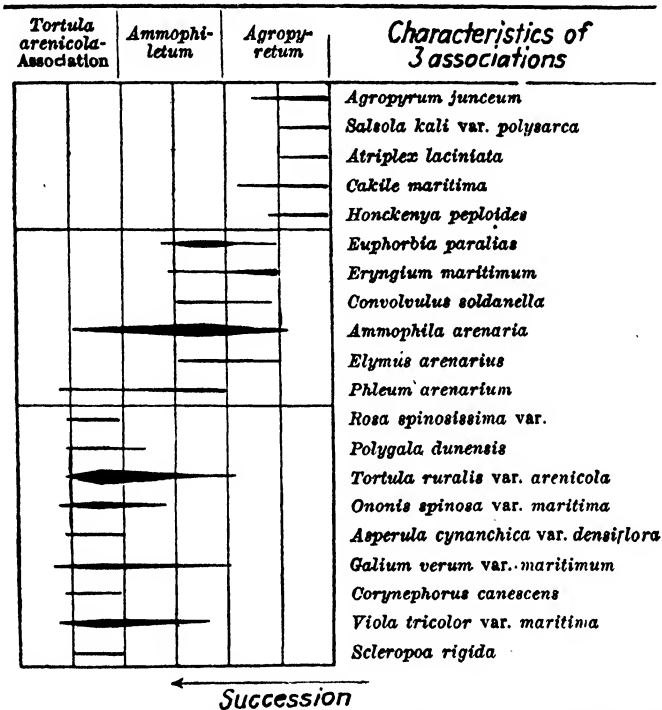 Tortula
arenicola-
Association
Ammophi-
letum
Agropy-
retum
Characteristics of
3 associations
Agropyrum junceum
Salsola kali var. polysarca
Atriplex laciniata
Cakile maritima
Honckenya peploides
Euphorbia paralias
Eryngium maritimum
Convolvulus soldanella
Ammophila arenaria
Elymus arenarius
Phleum arenarium
Rosa spinosissima var.
Polygala dunensis
Tortula ruralis var. arenicola
Ononis spinosa var. maritima
Asperula cynanchica var. densiflora
Galium verum var. maritimum
Corynephorus canescens
Viola tricolor var. maritima
Scleropoa rigida
Succession